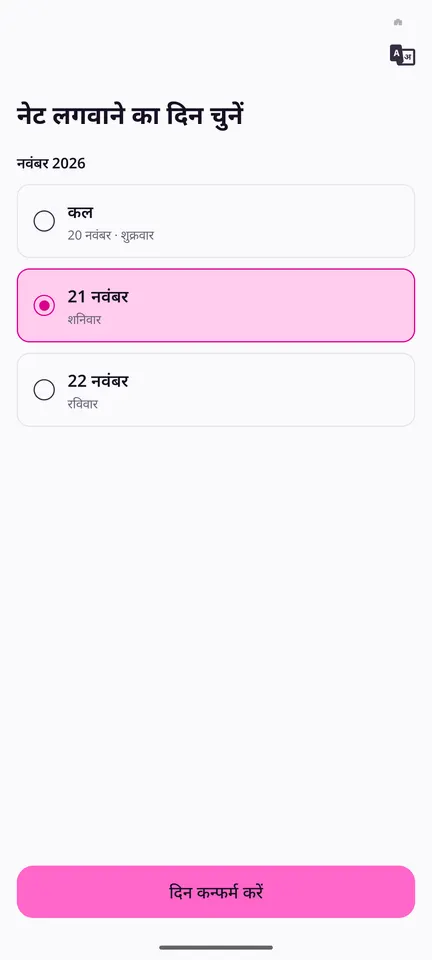 A अ
नेट लगवाने का दिन चुनें
नवंबर 2026
कल
20 नवंबर · शुक्रवार
21 नवंबर
शनिवार
22 नवंबर
रविवार
दिन कन्फर्म करें